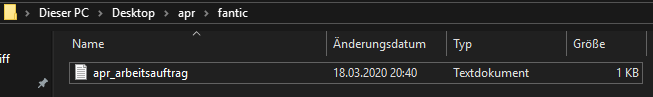 Dieser PC > Desktop > apr > fantic
Name Änderungsdatum Typ Größe
iff
apr_arbeitsauftrag 18.03.2020 20:40 Textdokument 1 KB